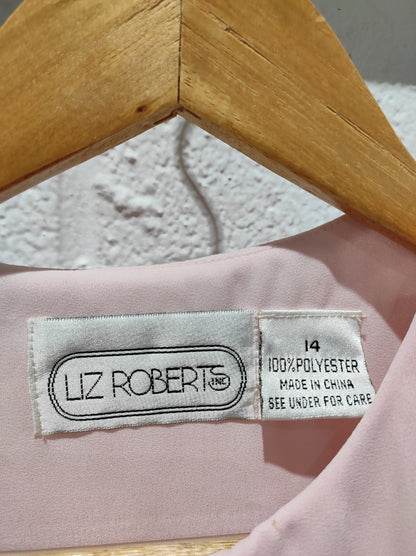 LIZ ROBERTS INC
14
100% POLYESTER
MADE IN CHINA
SEE UNDER FOR CARE